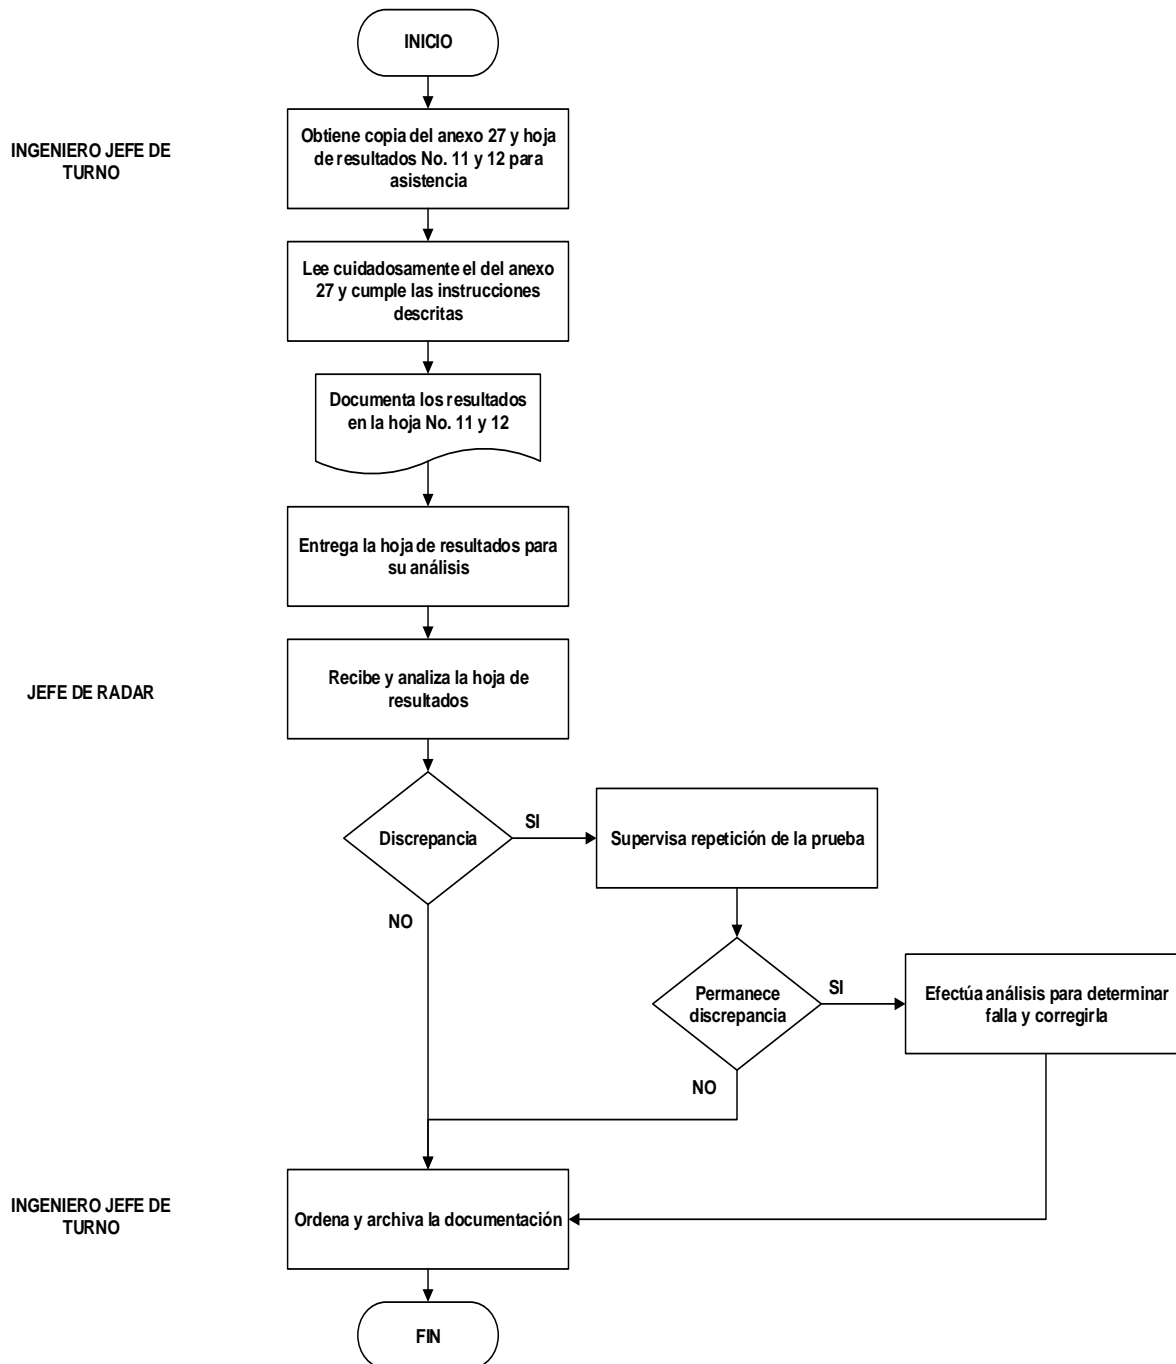 INICIO
INGENIERO JEFE DE
TURNO
Obtiene copia del anexo 27 y hoja
de resultados No. 11 y 12 para
asistencia
Lee cuidadosamente el del anexo
27 y cumple las instrucciones
descritas
Documenta los resultados
en la hoja No. 11 y 12
Entrega la hoja de resultados para
su análisis
JEFE DE RADAR
Recibe y analiza la hoja de
resultados
Discrepancia
SI
Supervisa repetición de la prueba
NO
Permanece
discrepancia
SI
Efectúa análisis para determinar
falla y corregirla
NO
INGENIERO JEFE DE
TURNO
Ordena y archiva la documentación
FIN